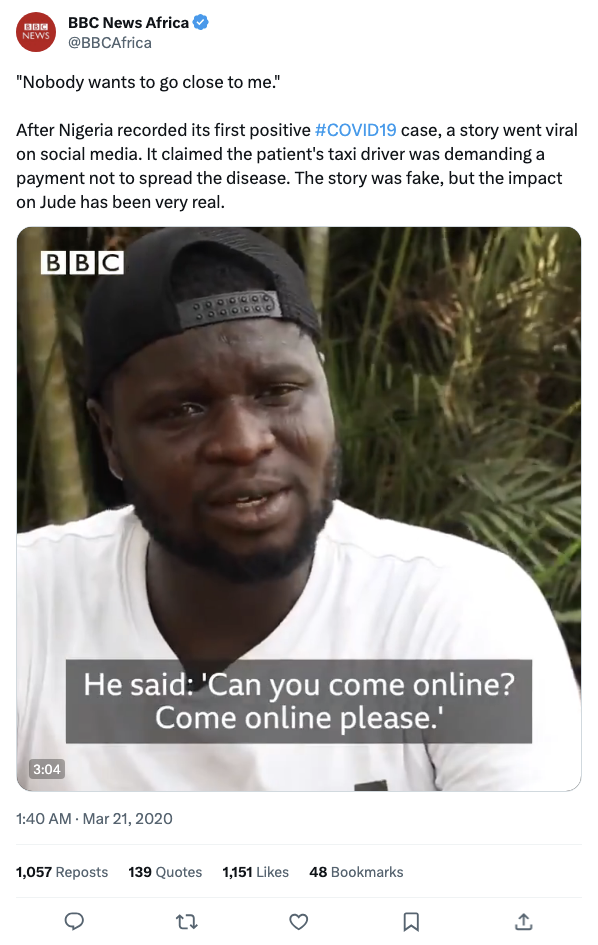 BBC NEWS
BBC News Africa
@BBCAfrica
"Nobody wants to go close to me."
After Nigeria recorded its first positive #COVID19 case, a story went viral
on social media. It claimed the patient's taxi driver was demanding a
payment not to spread the disease. The story was fake, but the impact
on Jude has been very real.
BBC
He said: 'Can you come online?
Come online please.'
3:04
1:40 AM · Mar 21, 2020
1,057 Reposts 139 Quotes 1,151 Likes 48 Bookmarks